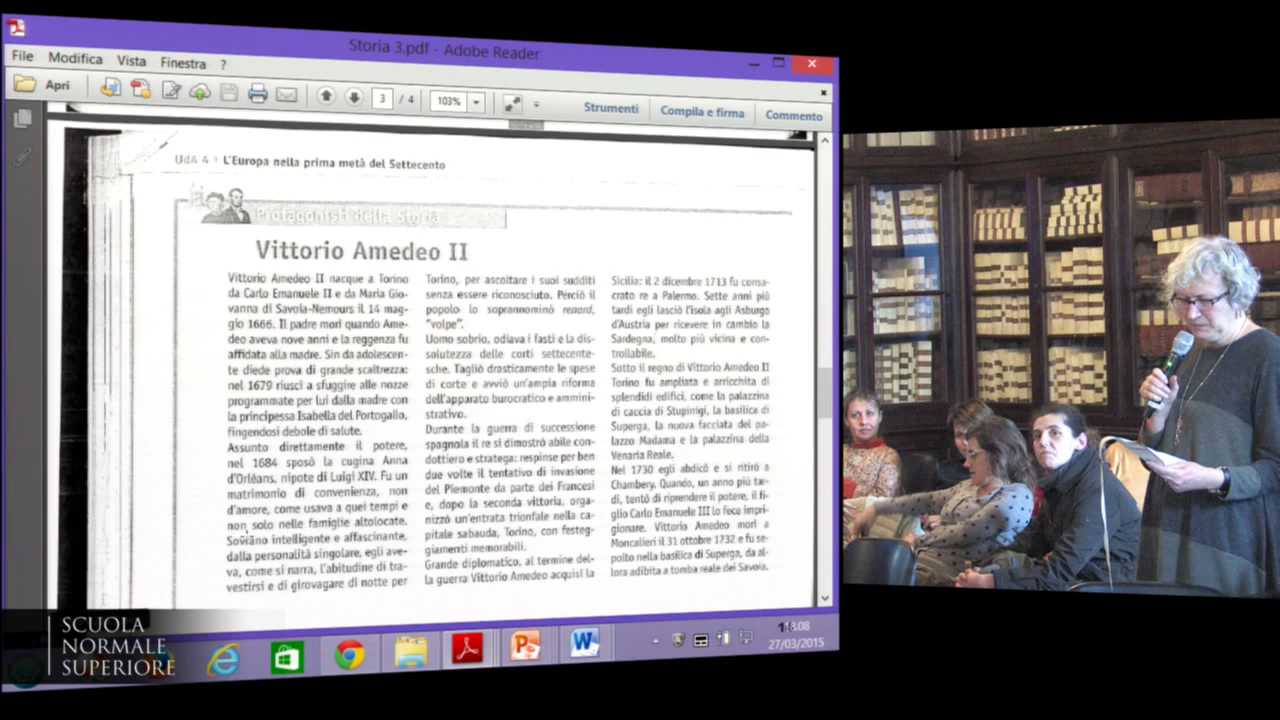 Storia 3.pdf - Adobe Reader
File Modifica Vista Finestra ?
Apri
3 / 4
103%
Strumenti
Compila e firma
Commento
UdA 4 • L'Europa nella prima metà del Settecento
Protagonisti della Storia
Vittorio Amedeo II
Vittorio Amedeo II nacque a Torino
da Carlo Emanuele II e da Maria Gio-
vanna di Savoia-Nemours il 14 mag-
gio 1666. Il padre morì quando Ame-
deo aveva nove anni e la reggenza fu
affidata alla madre. Sin da adolescen-
te diede prova di grande scaltrezza:
nel 1679 riuscì a sfuggire alle nozze
programmate per lui dalla madre con
la principessa Isabella del Portogallo,
fingendosi debole di salute.
Assunto direttamente il potere,
nel 1684 sposò la cugina Anna
d'Orléans, nipote di Luigi XIV. Fu un
matrimonio di convenienza, non
d'amore, come usava a quei tempi e
non solo nelle famiglie altolocate.
Sovrano intelligente e affascinante,
dalla personalità singolare, egli ave-
va, come si narra, l'abitudine di tra-
vestirsi e di girovagare di notte per
Torino, per ascoltare i suoi sudditi
senza essere riconosciuto. Perciò il
popolo lo soprannominò renard,
"volpe".
Uomo sobrio, odiava i fasti e la dis-
solutezza delle corti settecente-
sche. Tagliò drasticamente le spese
di corte e avviò un'ampia riforma
dell'apparato burocratico e ammini-
strativo.
Durante la guerra di successione
spagnola il re si dimostrò abile con-
dottiero e stratega: respinse per ben
due volte il tentativo di invasione
del Piemonte da parte dei Francesi
e, dopo la seconda vittoria, orga-
nizzò un'entrata trionfale nella ca-
pitale sabauda, Torino, con festeg-
giamenti memorabili.
Grande diplomatico, al termine del-
la guerra Vittorio Amedeo acquisì la
Sicilia: il 2 dicembre 1713 fu consa-
crato re a Palermo. Sette anni più
tardi egli lasciò l'isola agli Asburgo
d'Austria per ricevere in cambio la
Sardegna, molto più vicina e con-
trollabile.
Sotto il regno di Vittorio Amedeo II
Torino fu ampliata e arricchita di
splendidi edifici, come la palazzina
di caccia di Stupinigi, la basilica di
Superga, la nuova facciata del pa-
lazzo Madama e la palazzina della
Venaria Reale.
Nel 1730 egli abdicò e si ritirò a
Chambery. Quando, un anno più tar-
di, tentò di riprendere il potere, il fi-
glio Carlo Emanuele III lo fece impri-
gionare. Vittorio Amedeo morì a
Moncalieri il 31 ottobre 1732 e fu se-
polto nella basilica di Superga, da al-
lora adibita a tomba reale dei Savoia.
SCUOLA
NORMALE
SUPERIORE
18.08
27/03/2015